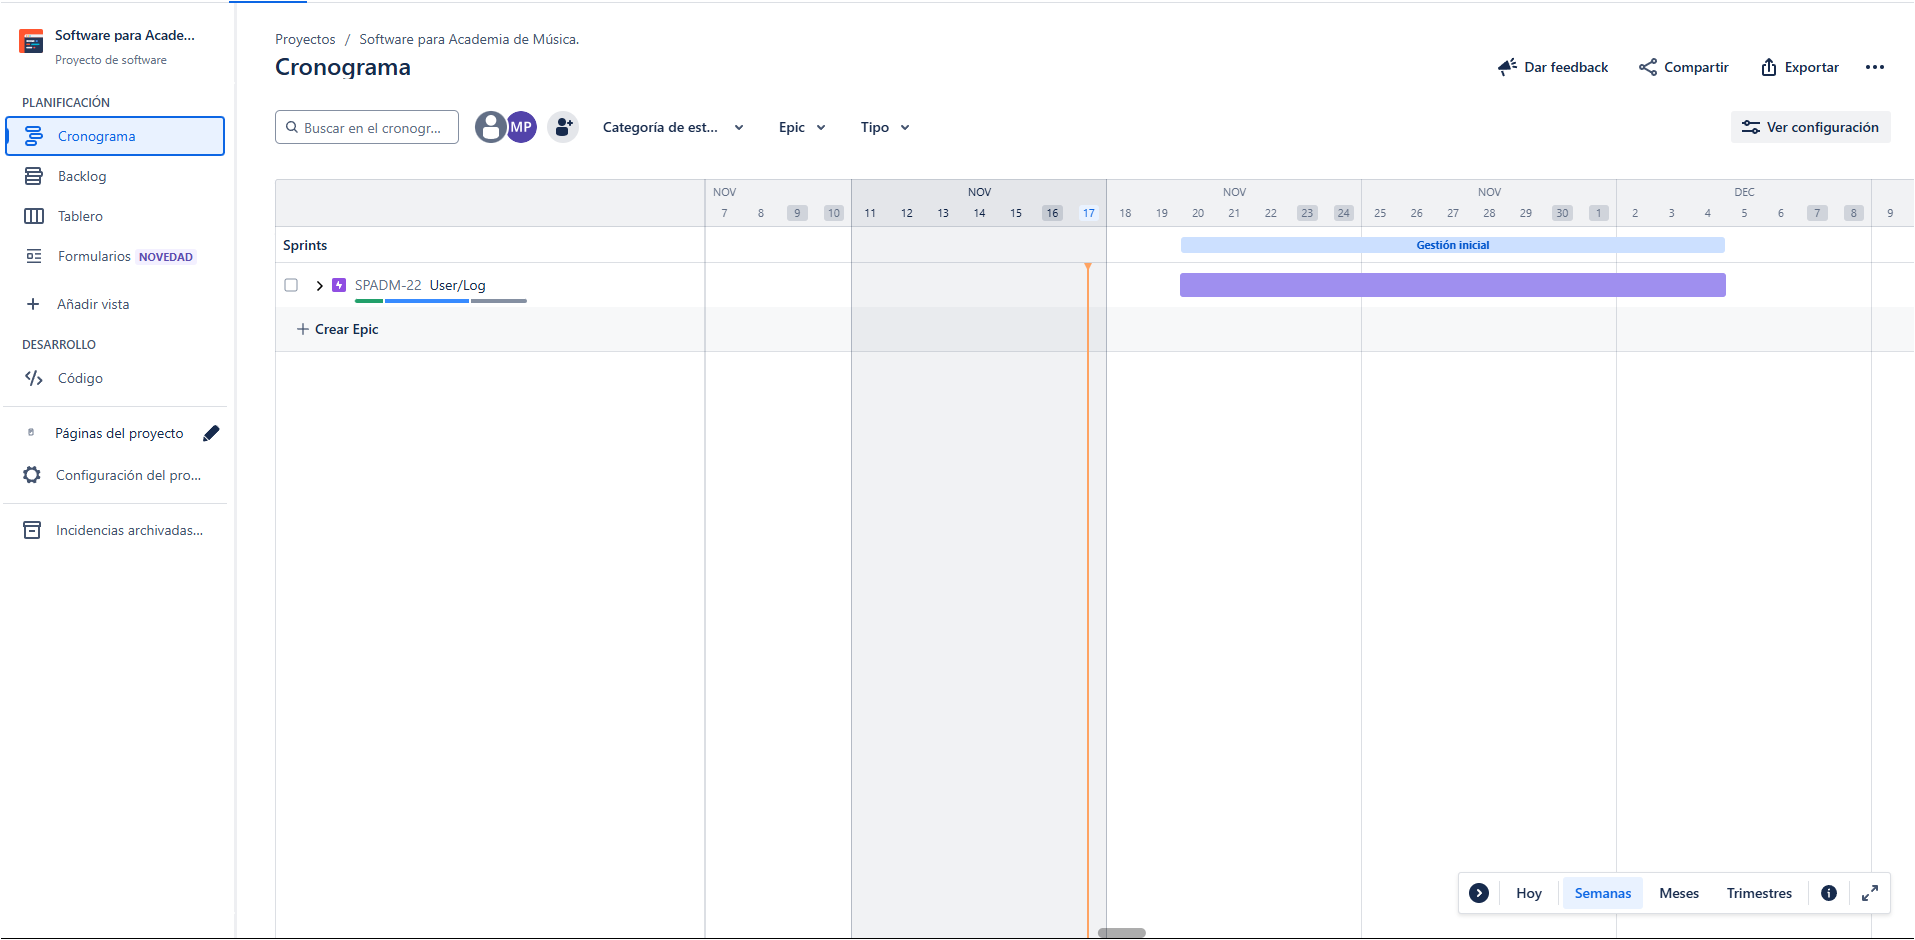 Software para Acade...
Proyecto de software
PLANIFICACIÓN
Cronograma
Backlog
Tablero
Formularios NOVEDAD
Añadir vista
DESARROLLO
Código
Páginas del proyecto
Configuración del pro...
Incidencias archivadas...
Proyectos / Software para Academia de Música.
Cronograma
Dar feedback Compartir Exportar
Buscar en el cronogr... MP Categoría de est... Epic Tipo Ver configuración
NOV NOV NOV NOV DEC
7 8 9 10 11 12 13 14 15 16 17 18 19 20 21 22 23 24 25 26 27 28 29 30 1 2 3 4 5 6 7 8 9
Sprints Gestión inicial
SPADM-22 User/Log
+ Crear Epic
Hoy Semanas Meses Trimestres